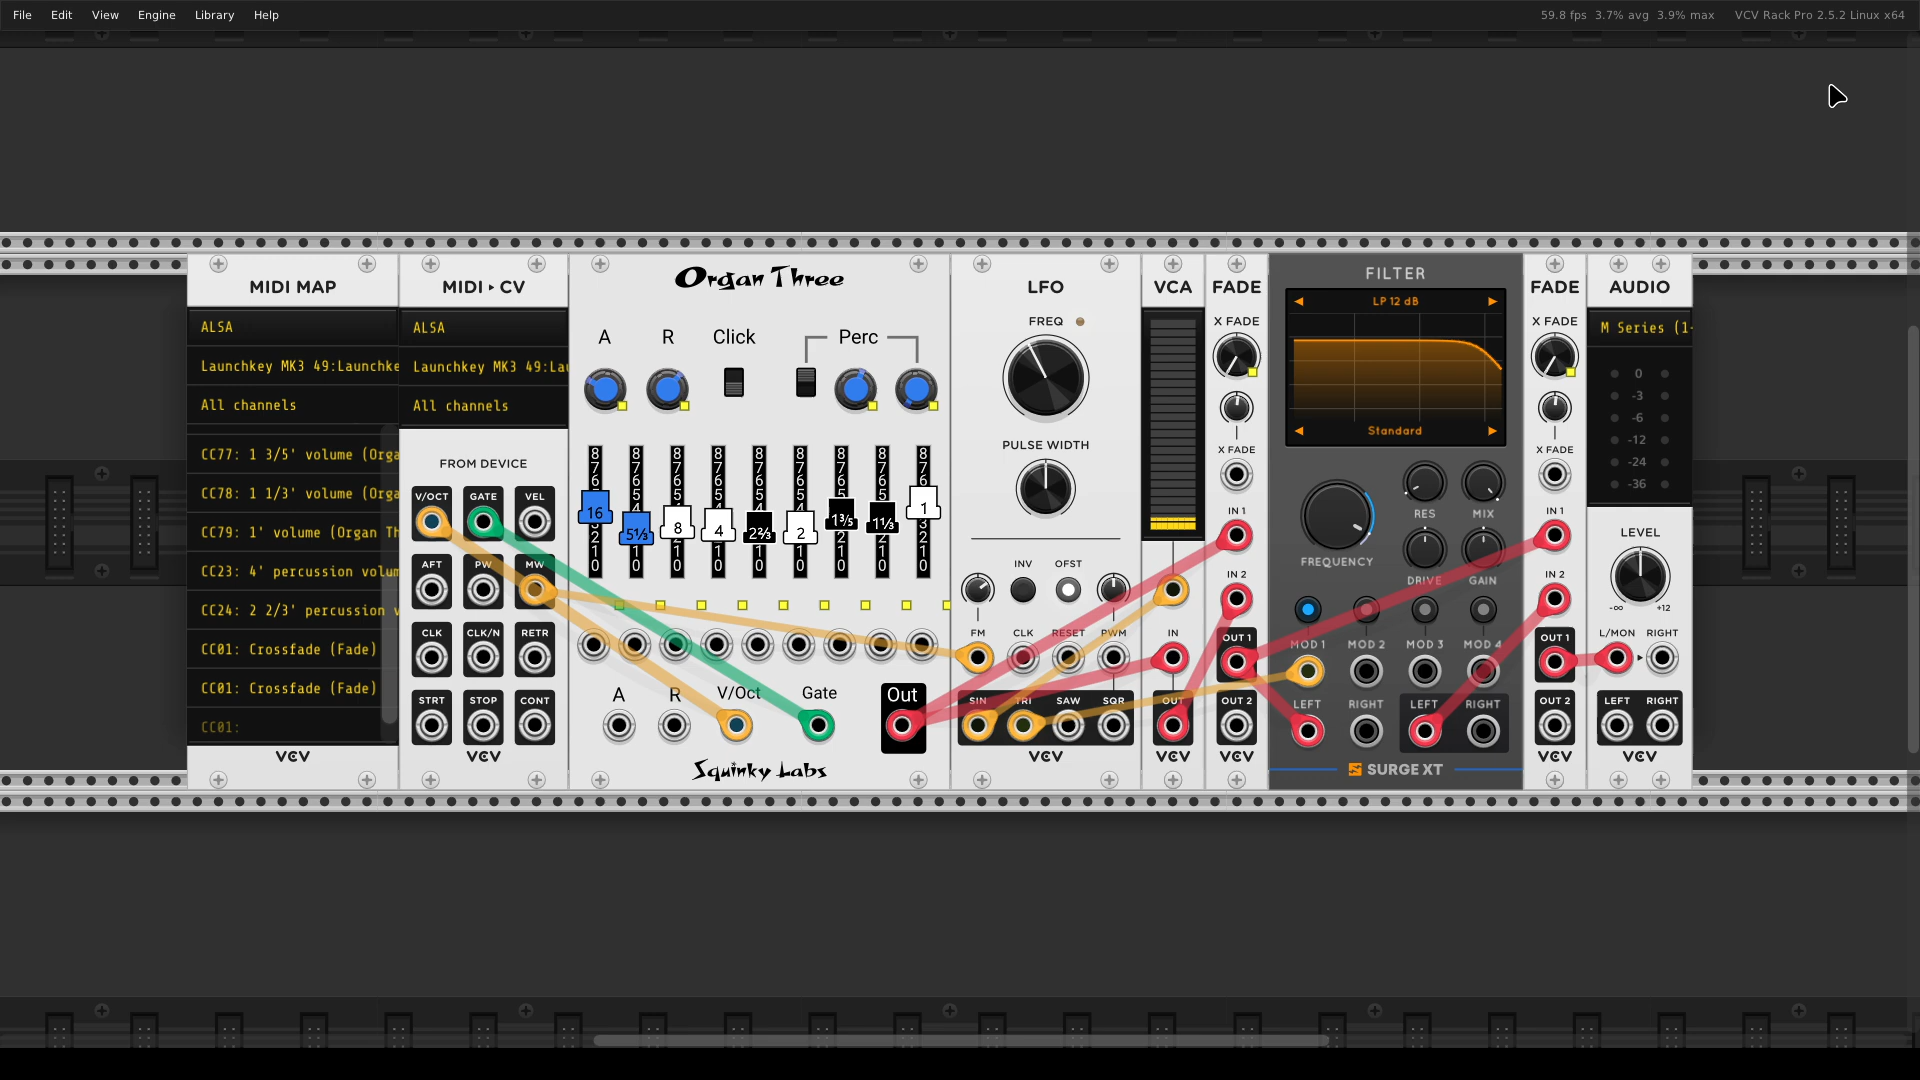 File Edit View Engine Library Help
59.8 fps 3.7% avg 3.9% max VCV Rack Pro 2.5.2 Linux x64
MIDI MAP
ALSA
Launchkey MK3 49:Launchke
All channels
CC77: 1 3/5' volume (Orga
CC78: 1 1/3' volume (Orga
CC79: 1' volume (Organ Th
CC23: 4' percussion volum
CC24: 2 2/3' percussion v
CC01: Crossfade (Fade)
CC01: Crossfade (Fade)
CC01:
VCV
MIDI▸CV
ALSA
Launchkey MK3 49:La
All channels
FROM DEVICE
V/OCT GATE VEL
AFT PW MW
CLK CLK/N RETR
STRT STOP CONT
VCV
Organ Three
A R Click Perc
16 5⅓ 8 4 2⅔ 2 1⅗ 1⅓ 1
A R V/Oct Gate Out
Squinky Labs
LFO
FREQ
PULSE WIDTH
INV OFST
FM CLK RESET PWM
SIN TRI SAW SQR
VCV
VCA
IN
OUT
FADE
X FADE
X FADE
IN 1
IN 2
OUT 1
OUT 2
VCV
FILTER
LP 12 dB
Standard
RES MIX
FREQUENCY
DRIVE GAIN
MOD 1 MOD 2 MOD 3 MOD 4
LEFT RIGHT LEFT RIGHT
SURGE XT
FADE
X FADE
X FADE
IN 1
IN 2
OUT 1
OUT 2
VCV
AUDIO
M Series (1-
0
-3
-6
-12
-24
-36
LEVEL
-∞ +12
L/MON RIGHT
LEFT RIGHT
VCV